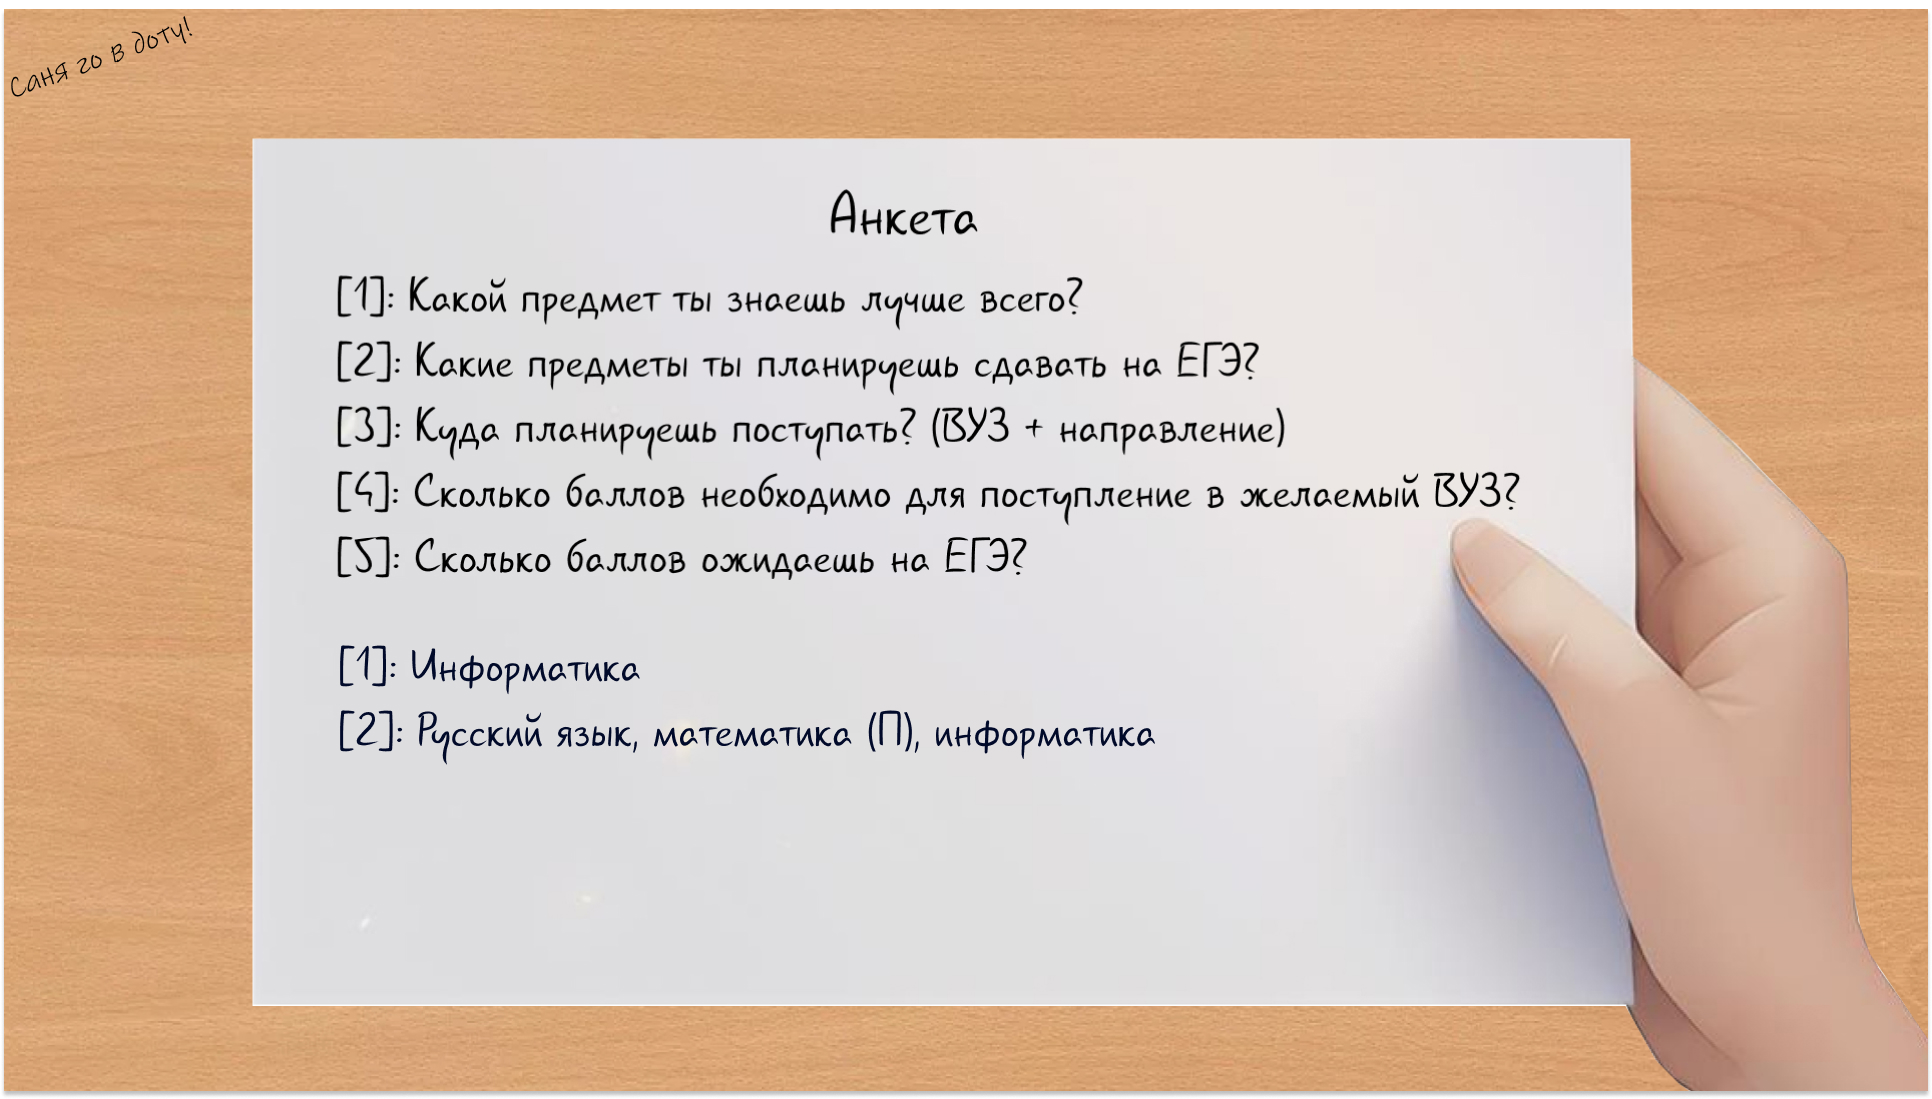 Саня го в доту!
Анкета
[1]: Какой предмет ты знаешь лучше всего?
[2]: Какие предметы ты планируешь сдавать на ЕГЭ?
[3]: Куда планируешь поступать? (ВУЗ + направление)
[4]: Сколько баллов необходимо для поступление в желаемый ВУЗ?
[5]: Сколько баллов ожидаешь на ЕГЭ?
[1]: Информатика
[2]: Русский язык, математика (П), информатика